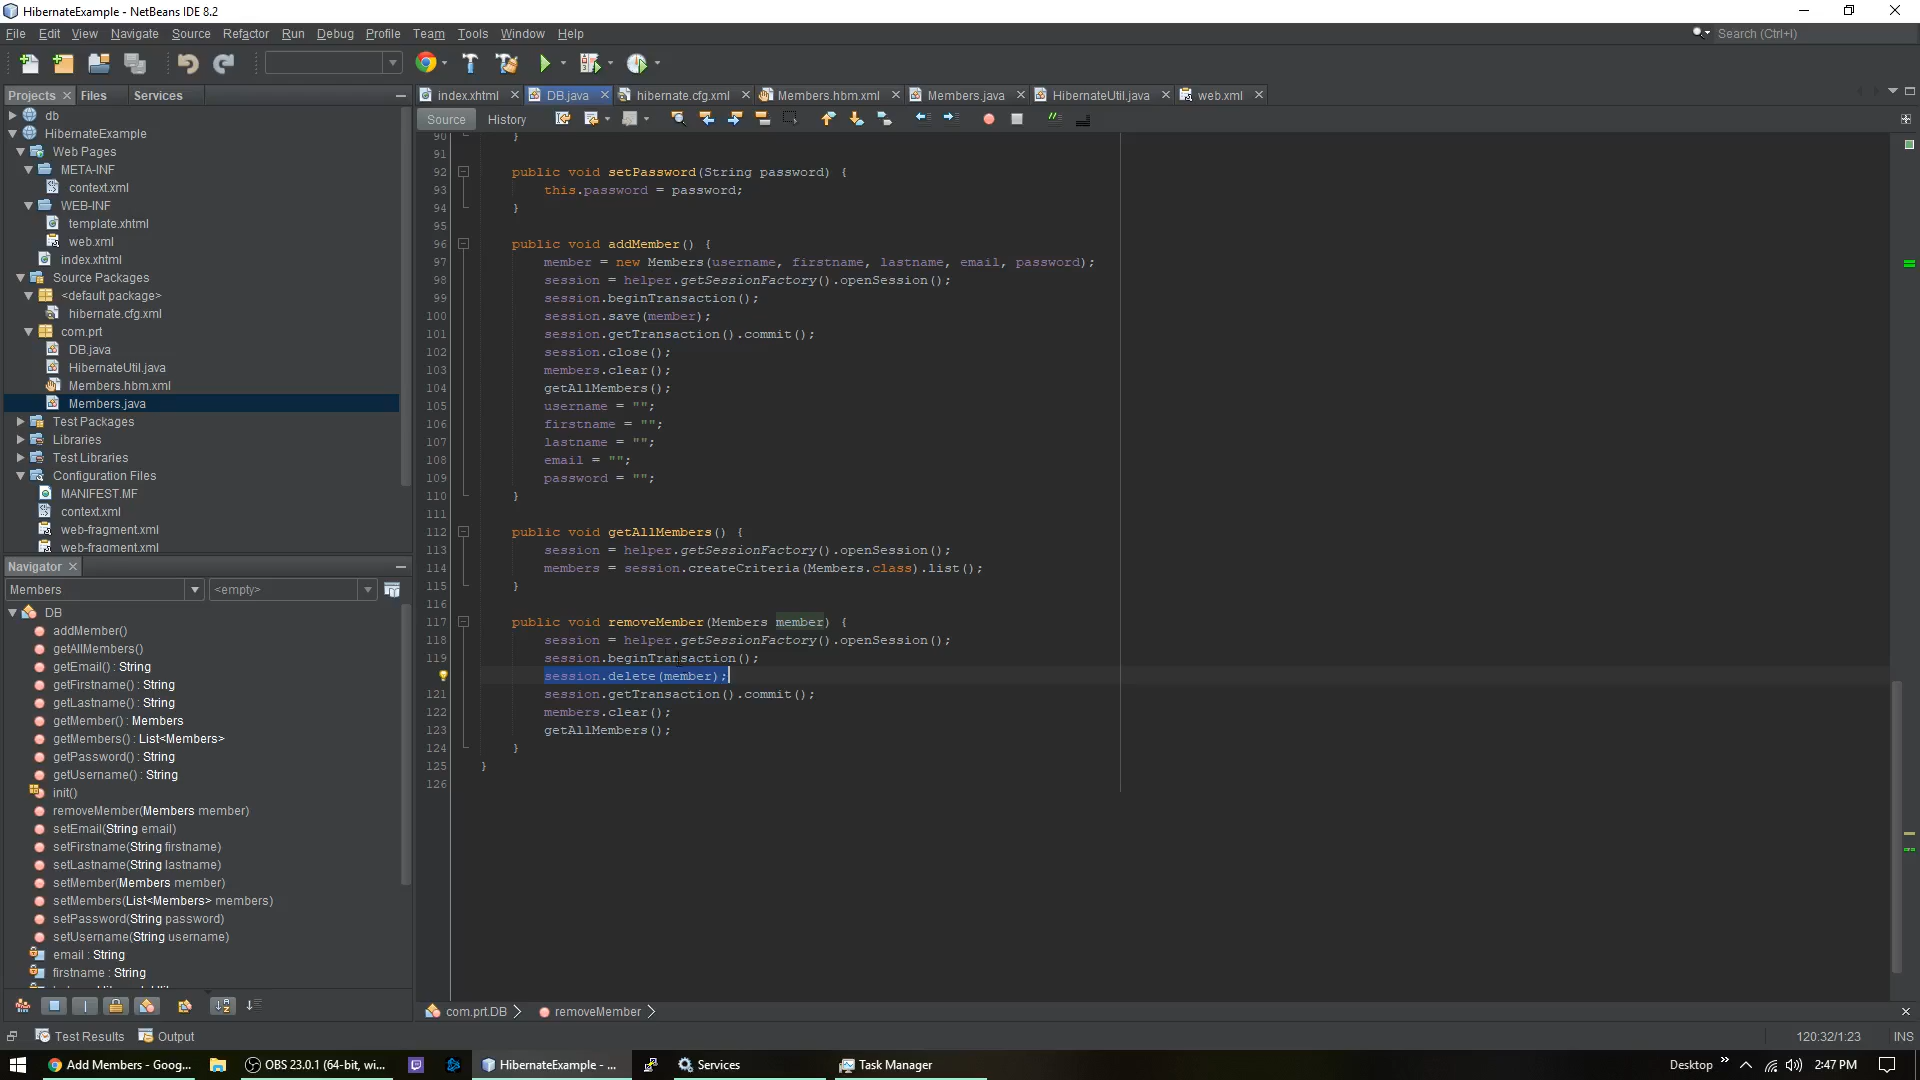 HibernateExample - NetBeans IDE 8.2
File Edit View Navigate Source Refactor Run Debug Profile Team Tools Window Help
Search (Ctrl+I)
Projects Files Services
index.xhtml DB.java hibernate.cfg.xml Members.hbm.xml Members.java HibernateUtil.java web.xml
Source History
db
HibernateExample
Web Pages
META-INF
context.xml
WEB-INF
template.xhtml
web.xml
index.xhtml
Source Packages
<default package>
hibernate.cfg.xml
com.prt
DB.java
HibernateUtil.java
Members.hbm.xml
Members.java
Test Packages
Libraries
Test Libraries
Configuration Files
MANIFEST.MF
context.xml
web-fragment.xml
web-fragment.xml
Navigator
Members <empty>
DB
addMember()
getAllMembers()
getEmail() : String
getFirstname() : String
getLastname() : String
getMember() : Members
getMembers() : List<Members>
getPassword() : String
getUsername() : String
init()
removeMember(Members member)
setEmail(String email)
setFirstname(String firstname)
setLastname(String lastname)
setMember(Members member)
setMembers(List<Members> members)
setPassword(String password)
setUsername(String username)
email : String
firstname : String
90 }
91
92 public void setPassword(String password) {
93 this.password = password;
94 }
95
96 public void addMember() {
97 member = new Members(username, firstname, lastname, email, password);
98 session = helper.getSessionFactory().openSession();
99 session.beginTransaction();
100 session.save(member);
101 session.getTransaction().commit();
102 session.close();
103 members.clear();
104 getAllMembers();
105 username = "";
106 firstname = "";
107 lastname = "";
108 email = "";
109 password = "";
110 }
111
112 public void getAllMembers() {
113 session = helper.getSessionFactory().openSession();
114 members = session.createCriteria(Members.class).list();
115 }
116
117 public void removeMember(Members member) {
118 session = helper.getSessionFactory().openSession();
119 session.beginTransaction();
session.delete(member);
121 session.getTransaction().commit();
122 members.clear();
123 getAllMembers();
124 }
125 }
126
com.prt.DB removeMember
Test Results Output
120:32/1:23 INS
Add Members - Goog... OBS 23.0.1 (64-bit, wi... HibernateExample - ... Services Task Manager
Desktop 2:47 PM